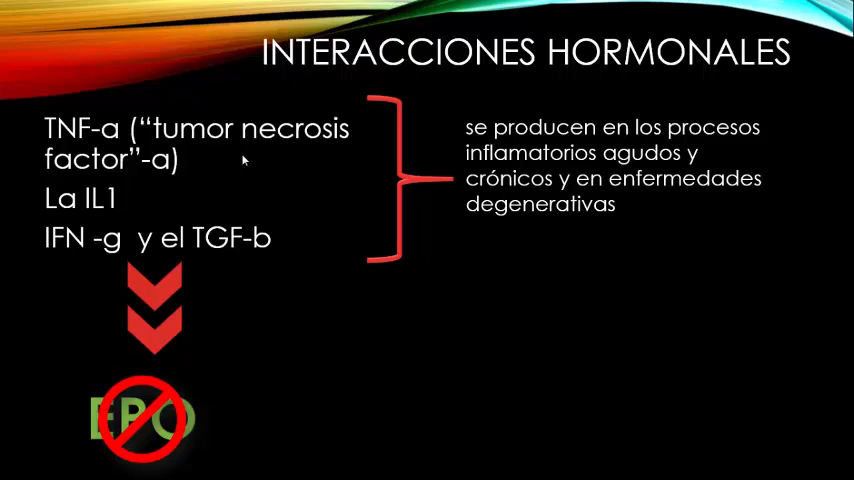 INTERACCIONES HORMONALES
TNF-a (“tumor necrosis
factor”-a)
La IL1
IFN -g y el TGF-b
se producen en los procesos
inflamatorios agudos y
crónicos y en enfermedades
degenerativas
EPO